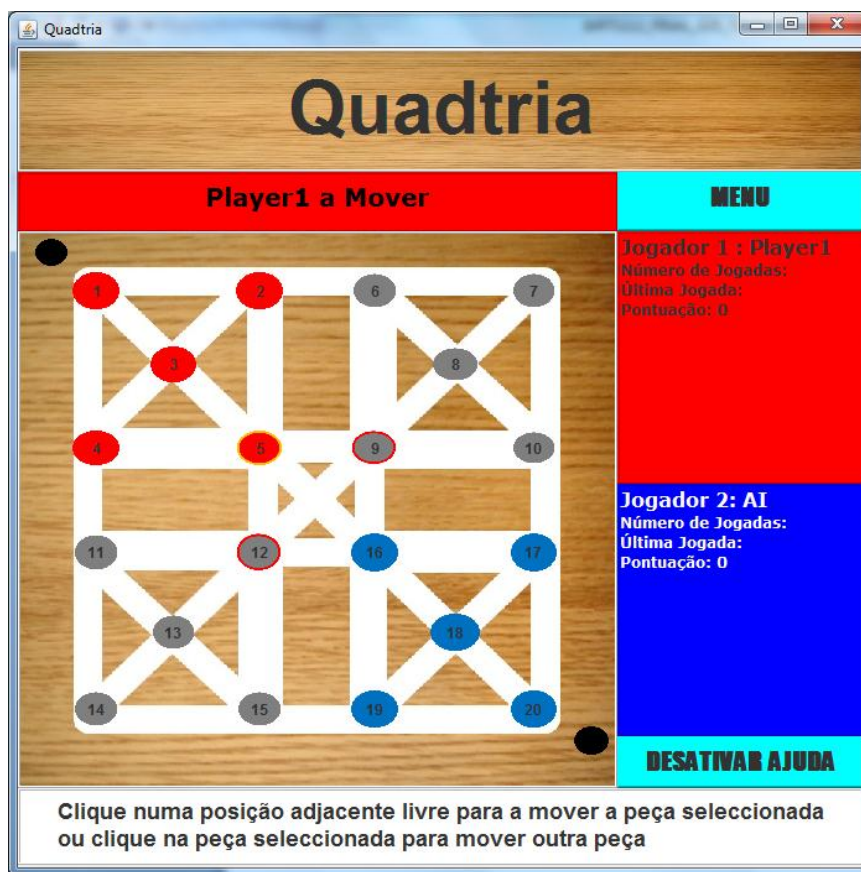 Quadtria
Quadtria
Player1 a Mover
MENU
Jogador 1 : Player1
Número de Jogadas:
Última Jogada:
Pontuação: 0
1
2
6
7
3
8
4
5
9
10
Jogador 2: AI
Número de Jogadas:
Última Jogada:
Pontuação: 0
11
12
16
17
13
18
14
15
19
20
DESATIVAR AJUDA
Clique numa posição adjacente livre para a mover a peça seleccionada
ou clique na peça seleccionada para mover outra peça